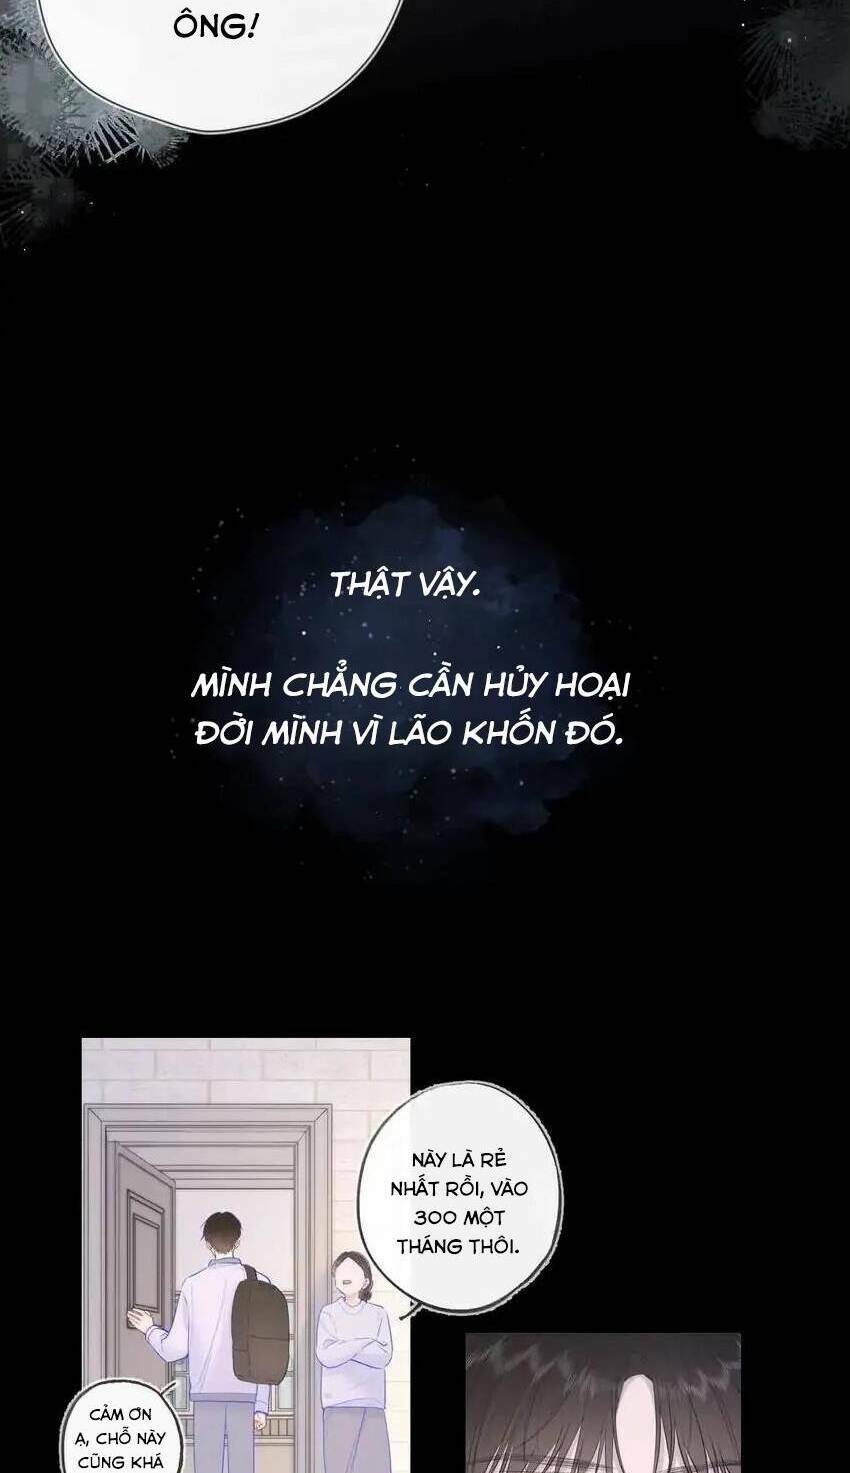 ÔNG!
THẬT VẬY.
MÌNH CHẲNG CẦN HỦY HOẠI
ĐỜI MÌNH VÌ LÃO KHỐN ĐÓ.
NÀY LÀ RẺ
NHẤT RỒI, VÀO
300 MỘT
THÁNG THÔI.
CẢM ƠN
Ạ, CHỖ NÀY
CŨNG KHÁ